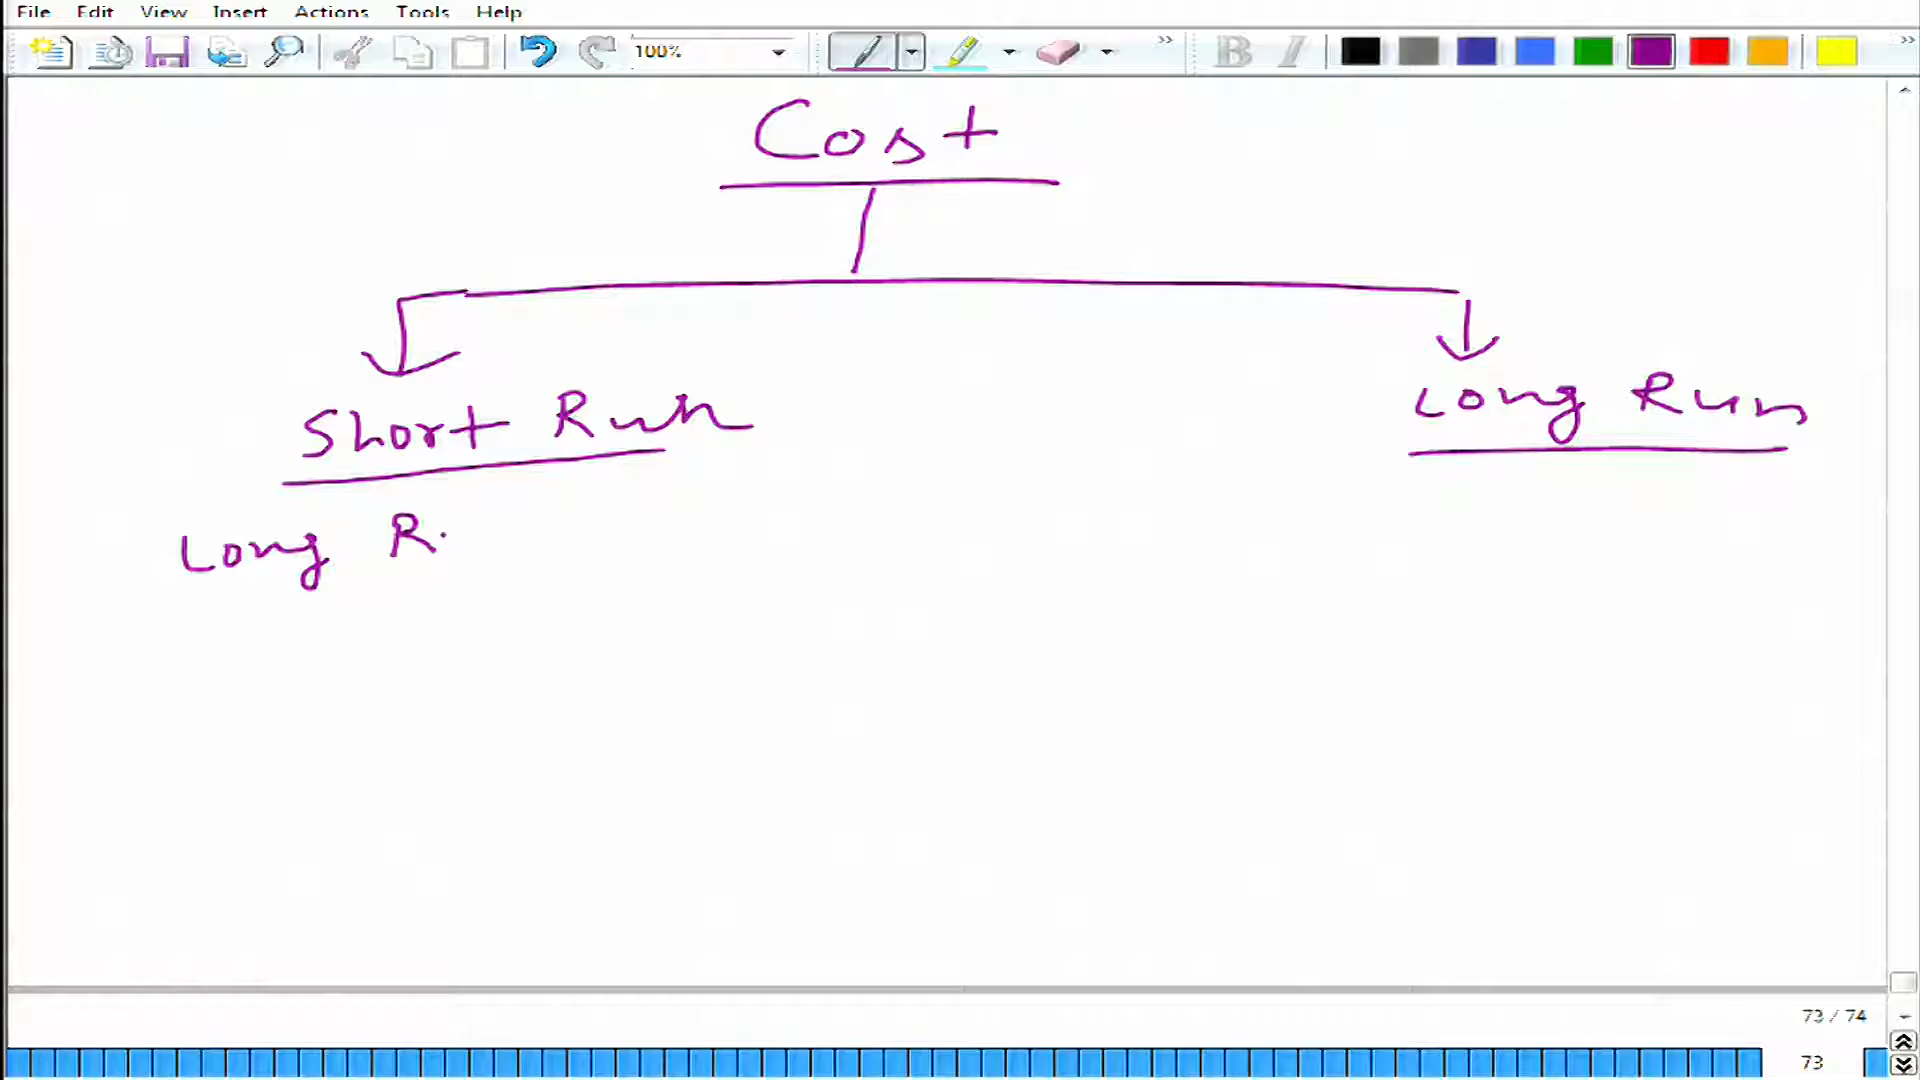 File Edit View Insert Actions Tools Help
100%
B I
Cost
Short Run
Long Run
Long R.
73 / 74
73